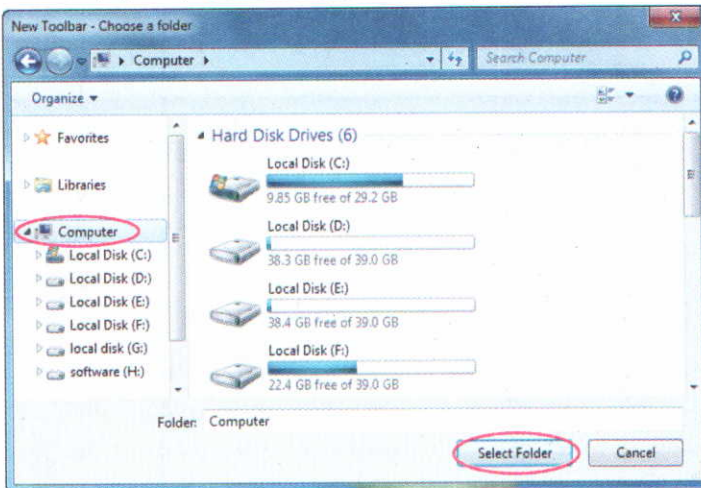 New Toolbar - Choose a folder
Computer
Search Computer
Organize
Favorites
Libraries
Computer
Local Disk (C:)
Local Disk (D:)
Local Disk (E:)
Local Disk (F:)
local disk (G:)
software (H:)
Hard Disk Drives (6)
Local Disk (C:)
9.85 GB free of 29.2 GB
Local Disk (D:)
38.3 GB free of 39.0 GB
Local Disk (E:)
38.4 GB free of 39.0 GB
Local Disk (F:)
22.4 GB free of 39.0 GB
Folder: Computer
Select Folder
Cancel